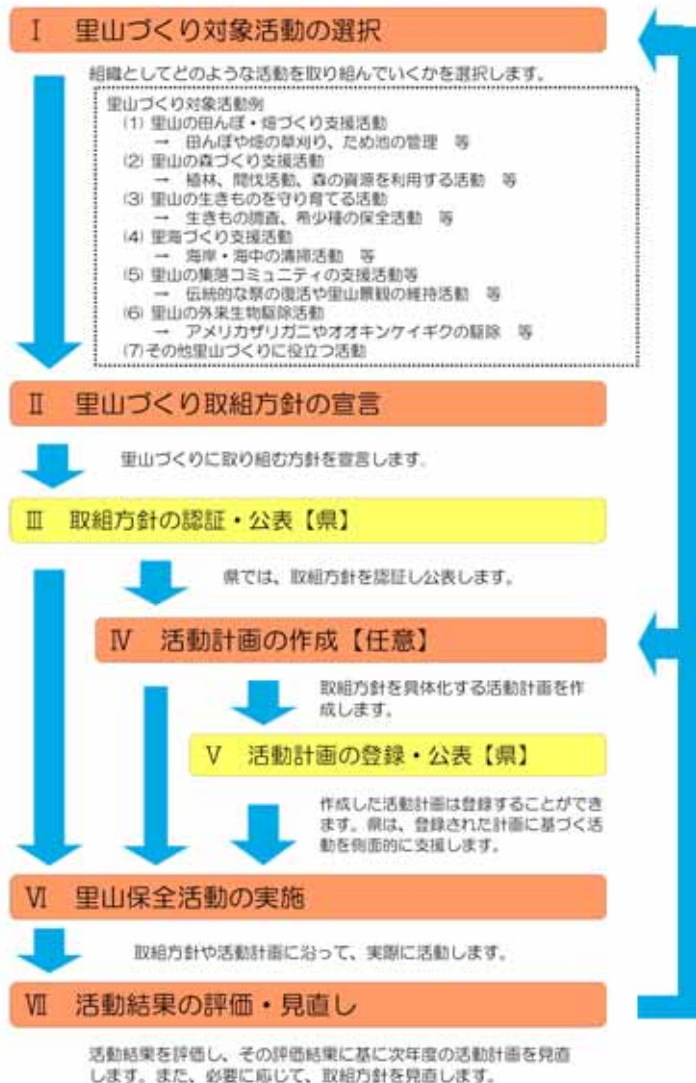 Ⅰ 里山づくり対象活動の選択
組織としてどのような活動を取り組んでいくかを選択します。
里山づくり対象活動例
(1) 里山の田んぼ・畑づくり支援活動
→ 田んぼや畑の草刈り、ため池の管理 等
(2) 里山の森づくり支援活動
→ 植林、間伐活動、森の資源を利用する活動 等
(3) 里山の生きものを守り育てる活動
→ 生きもの調査、希少種の保全活動 等
(4) 里海づくり支援活動
→ 海岸・海中の清掃活動 等
(5) 里山の集落コミュニティの支援活動等
→ 伝統的な祭の復活や里山景観の維持活動 等
(6) 里山の外来生物駆除活動
→ アメリカザリガニやオオキンケイギクの駆除 等
(7)その他里山づくりに役立つ活動
Ⅱ 里山づくり取組方針の宣言
里山づくりに取り組む方針を宣言します。
Ⅲ 取組方針の認証・公表【県】
県では、取組方針を認証し公表します。
Ⅳ 活動計画の作成【任意】
取組方針を具体化する活動計画を作
成します。
Ⅴ 活動計画の登録・公表【県】
作成した活動計画は登録することができ
ます。県は、登録された計画に基づく活
動を側面的に支援します。
Ⅵ 里山保全活動の実施
取組方針や活動計画に沿って、実際に活動します。
Ⅶ 活動結果の評価・見直し
活動結果を評価し、その評価結果に基に次年度の活動計画を見直
します。また、必要に応じて、取組方針を見直します。